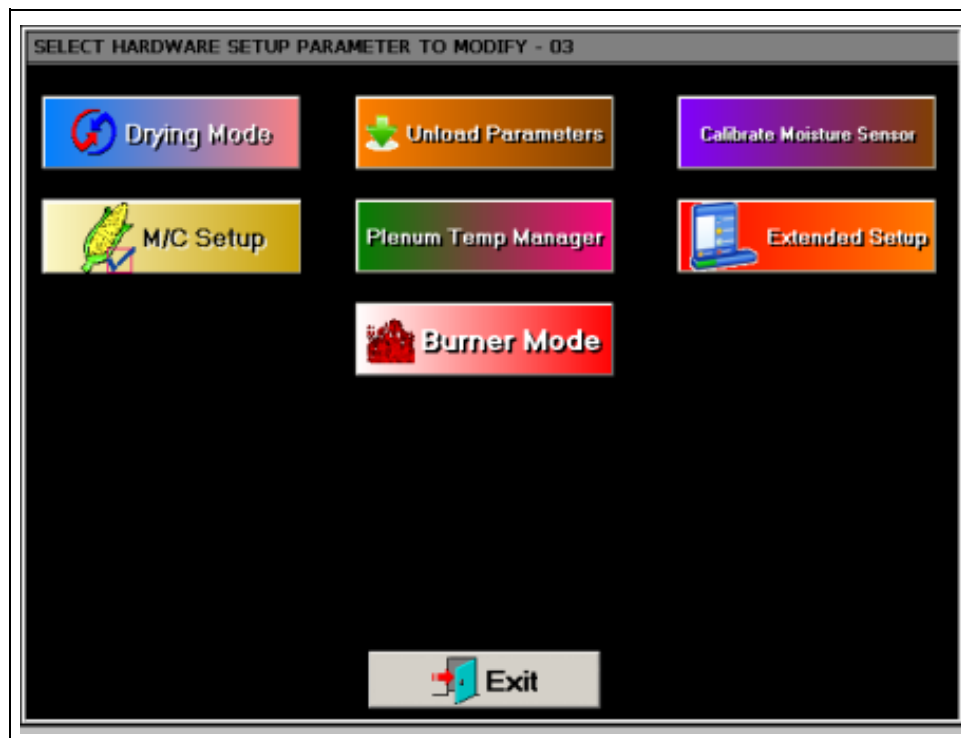 SELECT HARDWARE SETUP PARAMETER TO MODIFY - 03
Drying Mode
Unload Parameters
Calibrate Moisture Sensor
M/C Setup
Plenum Temp Manager
Extended Setup
Burner Mode
Exit